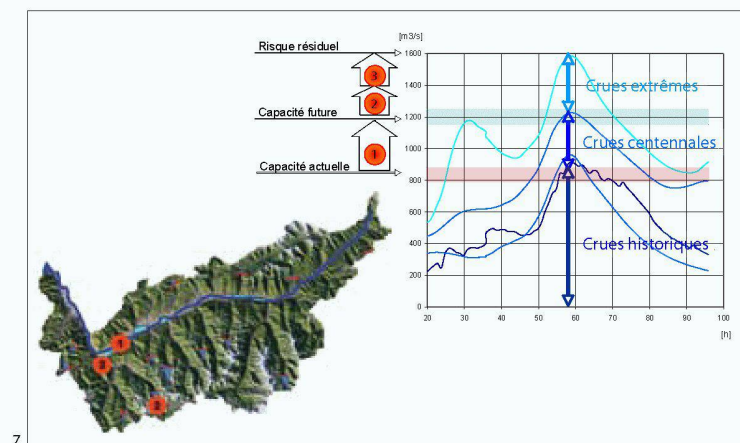 Risque résiduel
3
2
Capacité future
1
Capacité actuelle
[m3/s]
1600
1400
1200
1000
800
600
400
200
0
20 30 40 50 60 70 80 90 100
[h]
Crues extrêmes
Crues centennales
Crues historiques
1
3
2
7